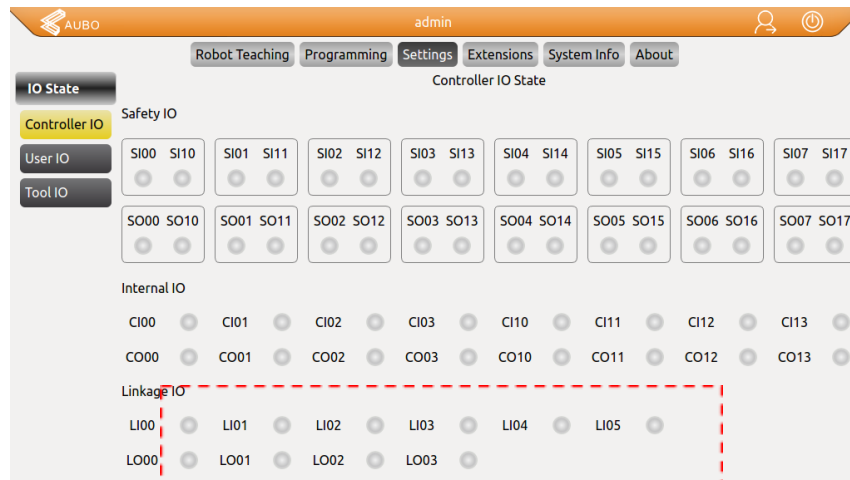 AUBO admin
Robot Teaching Programming Settings Extensions System Info About
IO State
Controller IO State
Controller IO
User IO
Tool IO
Safety IO
SI00 SI10 SI01 SI11 SI02 SI12 SI03 SI13 SI04 SI14 SI05 SI15 SI06 SI16 SI07 SI17
SO00 SO10 SO01 SO11 SO02 SO12 SO03 SO13 SO04 SO14 SO05 SO15 SO06 SO16 SO07 SO17
Internal IO
CI00 CI01 CI02 CI03 CI10 CI11 CI12 CI13
CO00 CO01 CO02 CO03 CO10 CO11 CO12 CO13
Linkage IO
LI00 LI01 LI02 LI03 LI04 LI05
LO00 LO01 LO02 LO03